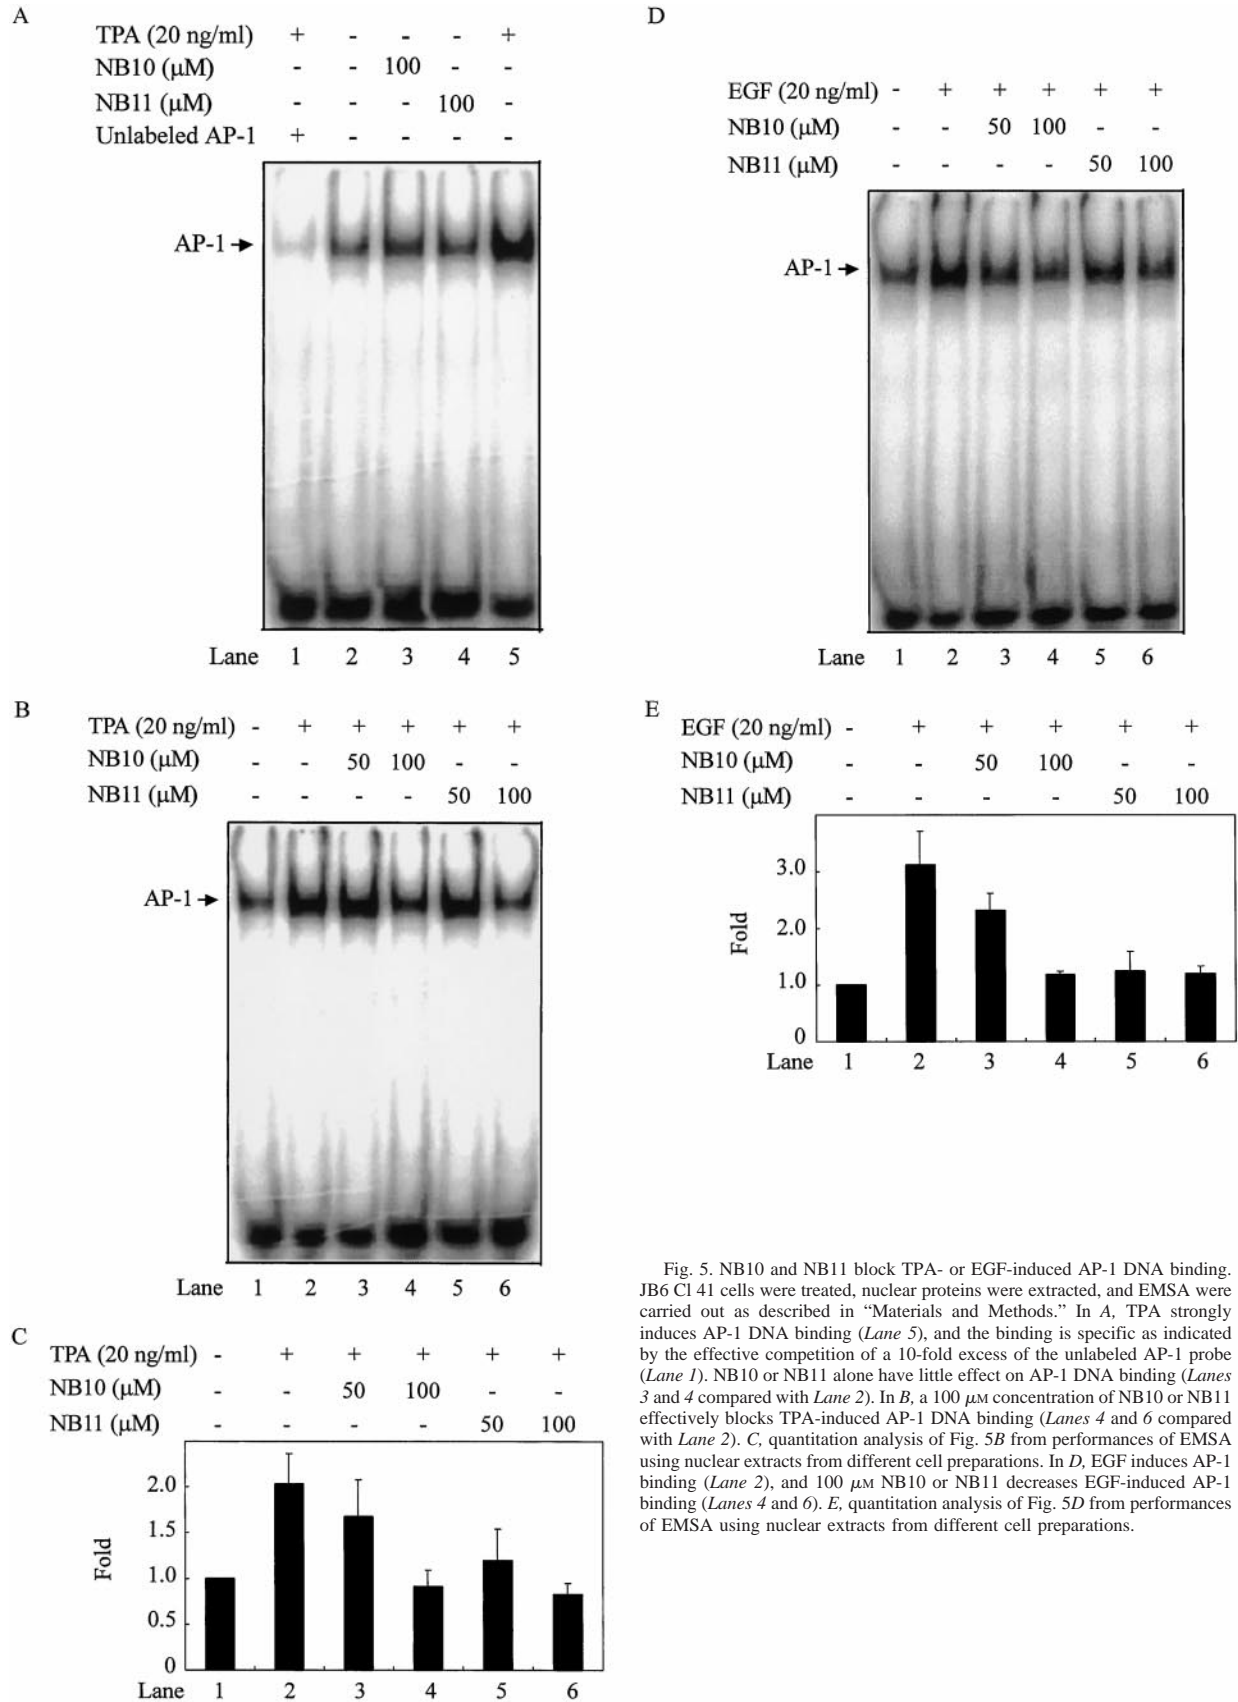 A
TPA (20 ng/ml) + - - - +
NB10 (μM) - - 100 - -
NB11 (μM) - - - 100 -
Unlabeled AP-1 + - - - -
AP-1
Lane 1 2 3 4 5
B
TPA (20 ng/ml) - + + + + +
NB10 (μM) - - 50 100 - -
NB11 (μM) - - - - 50 100
AP-1
Lane 1 2 3 4 5 6
C
TPA (20 ng/ml) - + + + + +
NB10 (μM) - - 50 100 - -
NB11 (μM) - - - - 50 100
Fold
2.0
1.5
1.0
0.5
0
Lane 1 2 3 4 5 6
D
EGF (20 ng/ml) - + + + + +
NB10 (μM) - - 50 100 - -
NB11 (μM) - - - - 50 100
AP-1
Lane 1 2 3 4 5 6
E
EGF (20 ng/ml) - + + + + +
NB10 (μM) - - 50 100 - -
NB11 (μM) - - - - 50 100
Fold
3.0
2.0
1.0
0
Lane 1 2 3 4 5 6
Fig. 5. NB10 and NB11 block TPA- or EGF-induced AP-1 DNA binding.
JB6 Cl 41 cells were treated, nuclear proteins were extracted, and EMSA were
carried out as described in “Materials and Methods.” In A, TPA strongly
induces AP-1 DNA binding (Lane 5), and the binding is specific as indicated
by the effective competition of a 10-fold excess of the unlabeled AP-1 probe
(Lane 1). NB10 or NB11 alone have little effect on AP-1 DNA binding (Lanes
3 and 4 compared with Lane 2). In B, a 100 μM concentration of NB10 or NB11
effectively blocks TPA-induced AP-1 DNA binding (Lanes 4 and 6 compared
with Lane 2). C, quantitation analysis of Fig. 5B from performances of EMSA
using nuclear extracts from different cell preparations. In D, EGF induces AP-1
binding (Lane 2), and 100 μM NB10 or NB11 decreases EGF-induced AP-1
binding (Lanes 4 and 6). E, quantitation analysis of Fig. 5D from performances
of EMSA using nuclear extracts from different cell preparations.